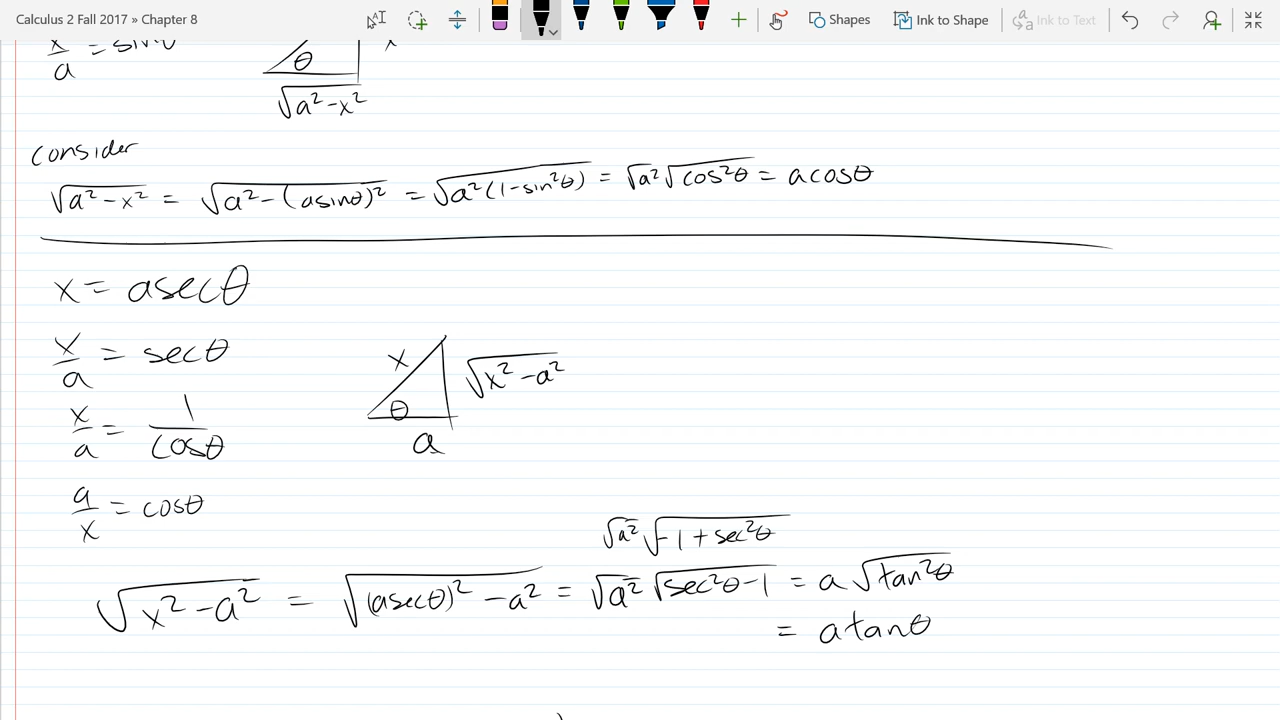 Calculus 2 Fall 2017 » Chapter 8
Shapes
Ink to Shape
Ink to Text
x/a = sinθ
θ
x
√(a²-x²)
consider
√(a²-x²) = √(a²-(asinθ)²) = √(a²(1-sin²θ)) = √a² √(cos²θ) = acosθ
x = asecθ
x/a = secθ
x
θ
a
√(x²-a²)
x/a = 1/cosθ
a/x = cosθ
√a² √(-1+sec²θ)
√(x²-a²) = √((asecθ)²-a²) = √a² √(sec²θ-1) = a√(tan²θ)
= atanθ